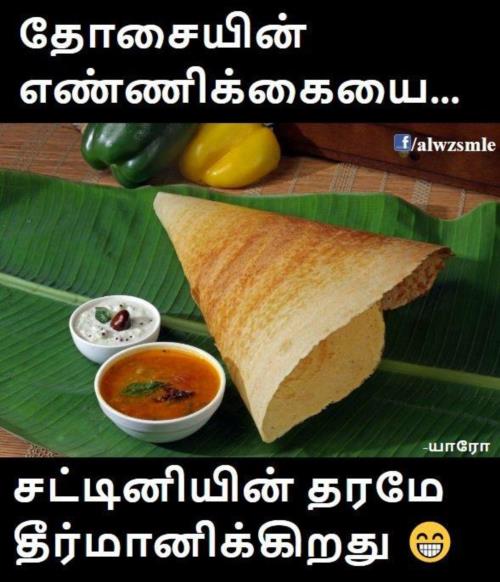 தோசையின்
எண்ணிக்கையை...
f/alwzsmle
-யாரோ
சட்டினியின் தரமே
தீர்மானிக்கிறது 😁